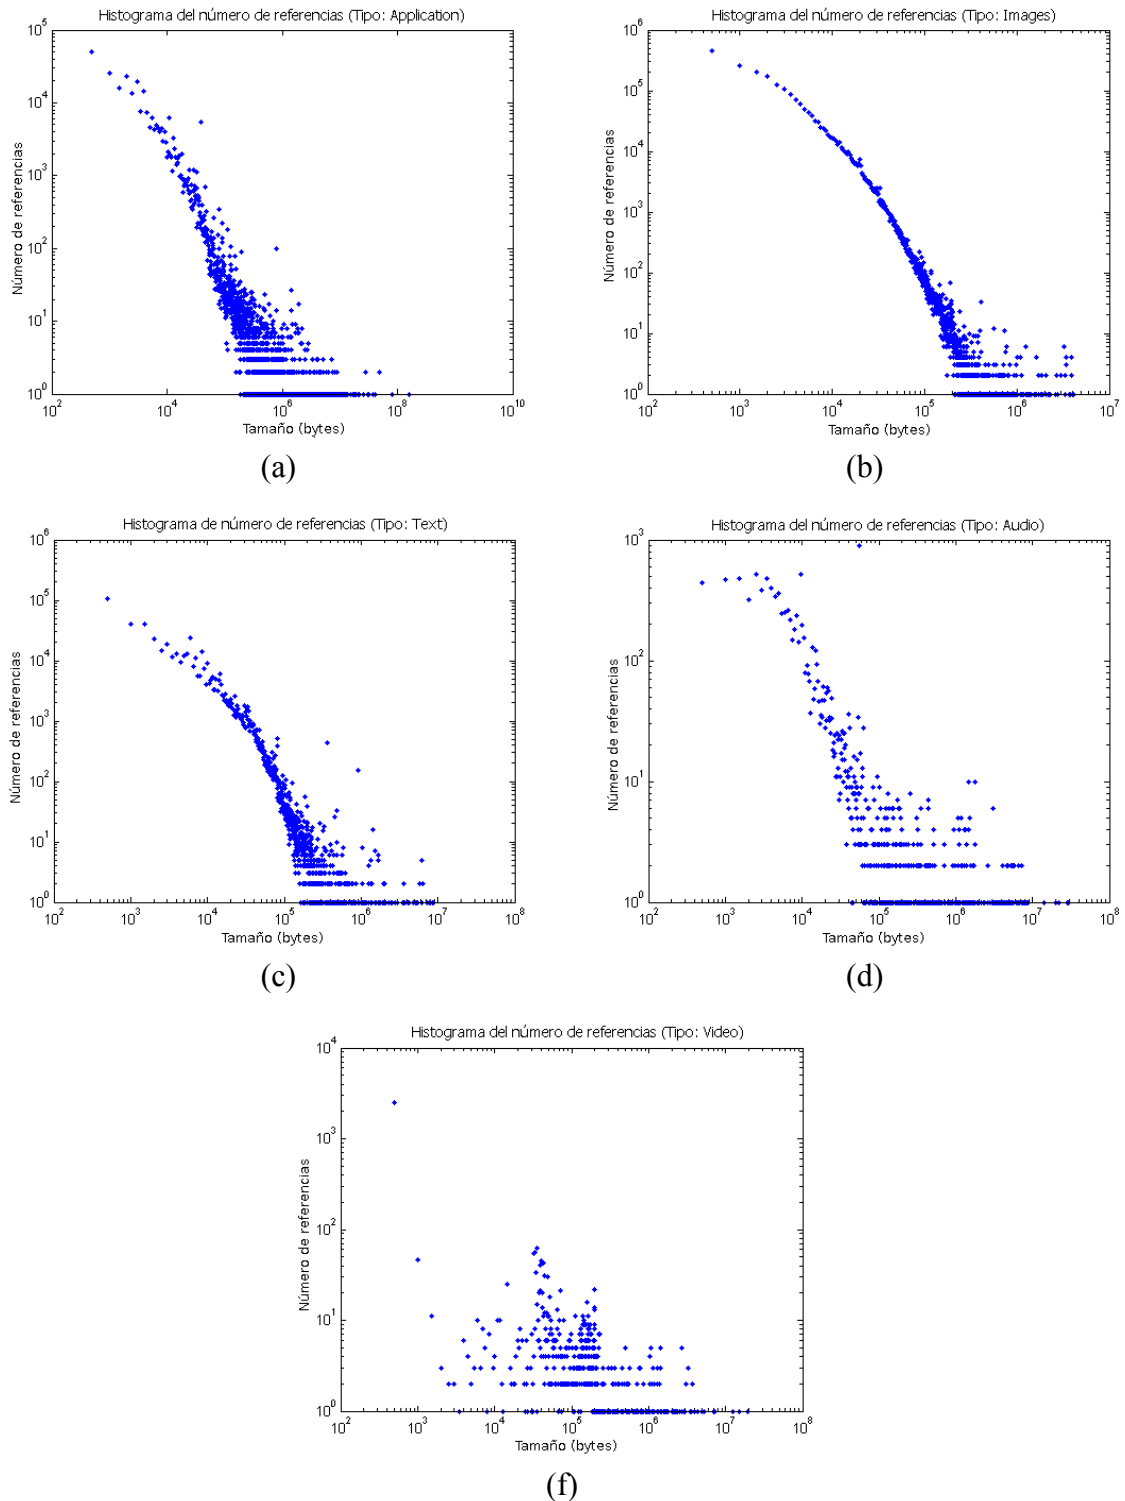 Histograma del número de referencias (Tipo: Application)
Número de referencias
10^5
10^4
10^3
10^2
10^1
10^0
10^2 10^4 10^6 10^8 10^10
Tamaño (bytes)
(a)
Histograma del número de referencias (Tipo: Images)
Número de referencias
10^6
10^5
10^4
10^3
10^2
10^1
10^0
10^2 10^3 10^4 10^5 10^6 10^7
Tamaño (bytes)
(b)
Histograma de número de referencias (Tipo: Text)
Número de referencias
10^6
10^5
10^4
10^3
10^2
10^1
10^0
10^2 10^3 10^4 10^5 10^6 10^7 10^8
Tamaño (bytes)
(c)
Histograma del número de referencias (Tipo: Audio)
Número de referencias
10^3
10^2
10^1
10^0
10^2 10^3 10^4 10^5 10^6 10^7 10^8
Tamaño (bytes)
(d)
Histograma del número de referencias (Tipo: Video)
Número de referencias
10^4
10^3
10^2
10^1
10^0
10^2 10^3 10^4 10^5 10^6 10^7 10^8
Tamaño (bytes)
(f)